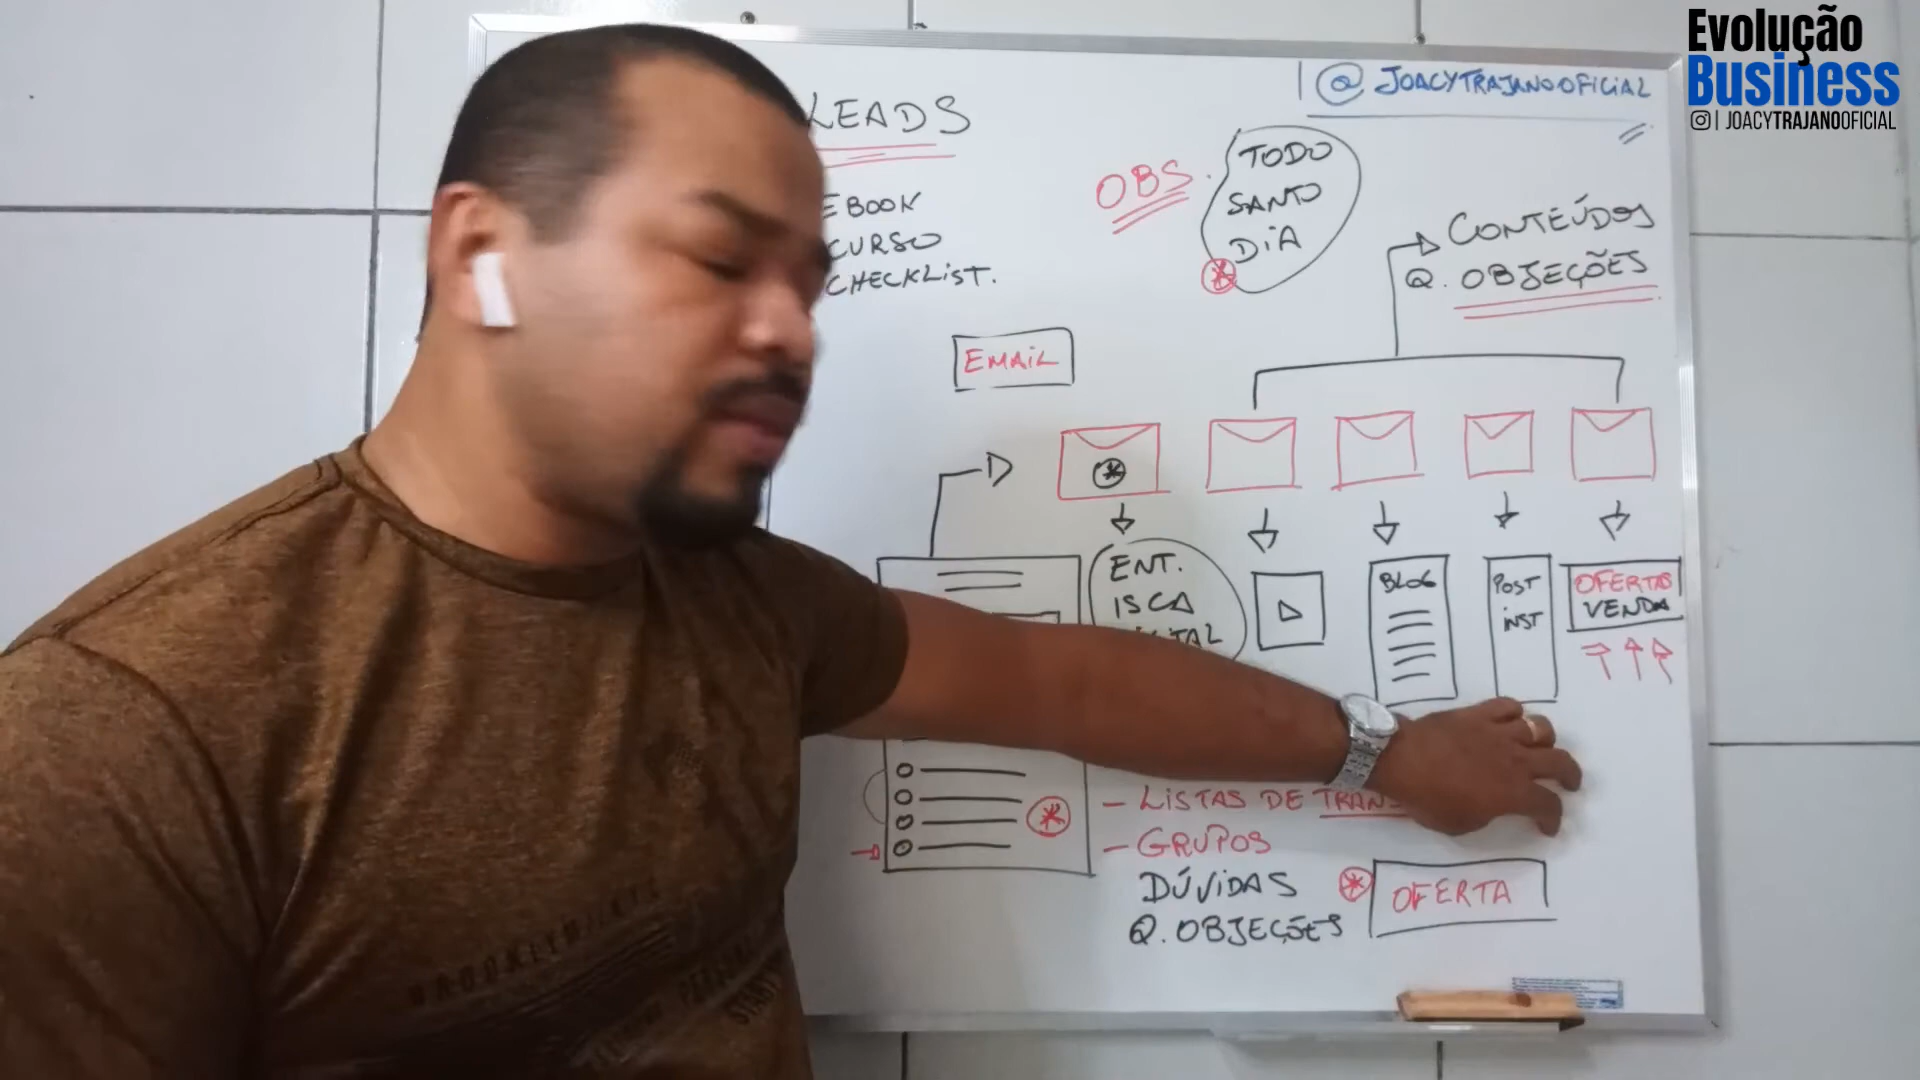 Evolução
Business
JOACYTRAJANOOFICIAL
@JOACYTRAJANOOFICIAL
LEADS
EBOOK
CURSO
CHECKLIST.
OBS.
TODO
SANTO
DIA
CONTEÚDOS
Q. OBJEÇÕES
EMAIL
ENT.
ISCA
BLOG
POST
INST
OFERTAS
VENDA
- LISTAS DE
- GRUPOS
DÚVIDAS
Q. OBJEÇÕES
OFERTA